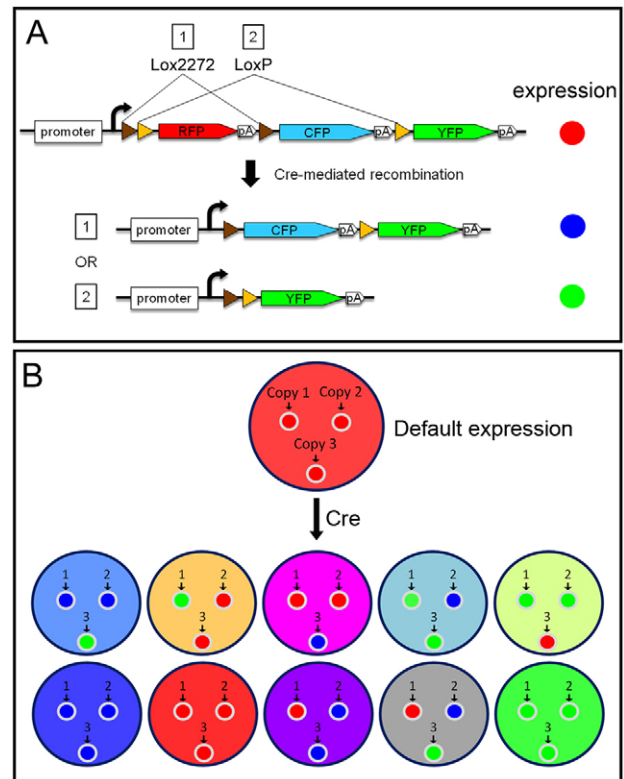 A
1 2
Lox2272 LoxP
expression
promoter RFP pA CFP pA YFP pA
Cre-mediated recombination
1 promoter CFP pA YFP pA
OR
2 promoter YFP pA
B
Copy 1 Copy 2
Copy 3
Default expression
Cre
1 2 1 2 1 2 1 2 1 2
3 3 3 3 3
1 2 1 2 1 2 1 2 1 2
3 3 3 3 3